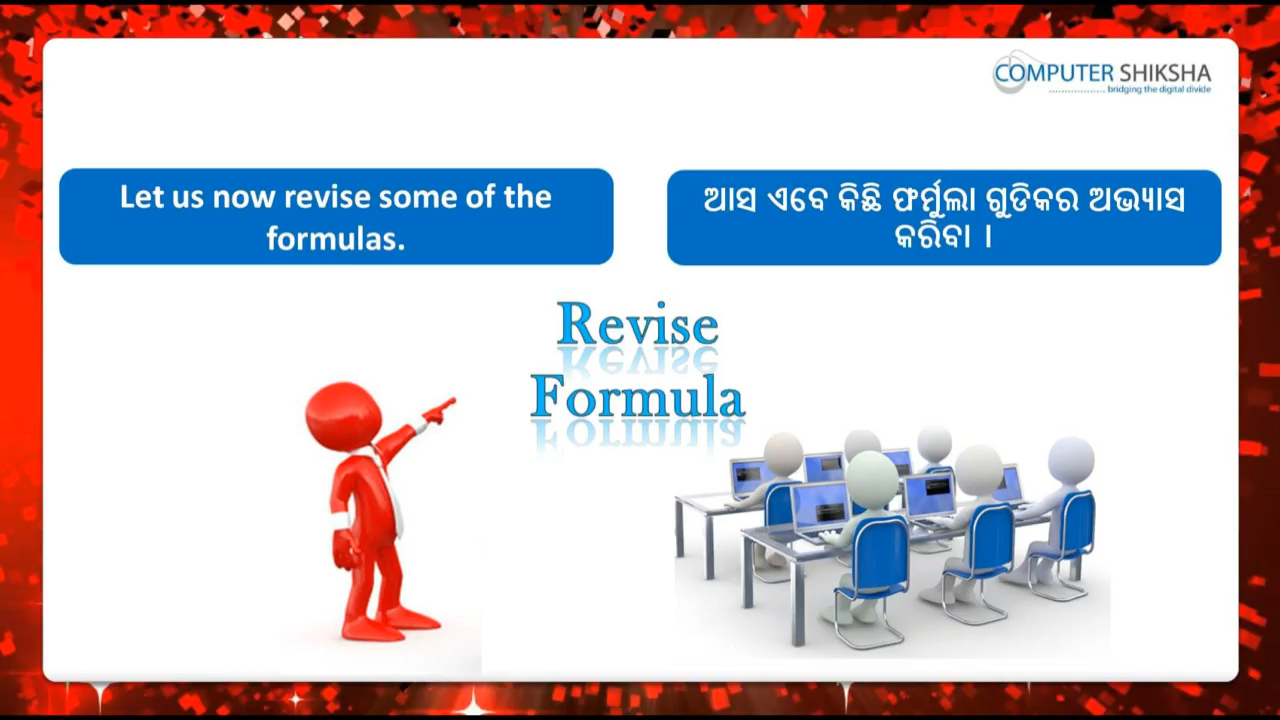 COMPUTER SHIKSHA
bridging the digital divide
Let us now revise some of the
formulas.
ଆସ ଏବେ କିଛି ଫର୍ମୁଲା ଗୁଡିକର ଅଭ୍ୟାସ
କରିବା ।
Revise
Formula